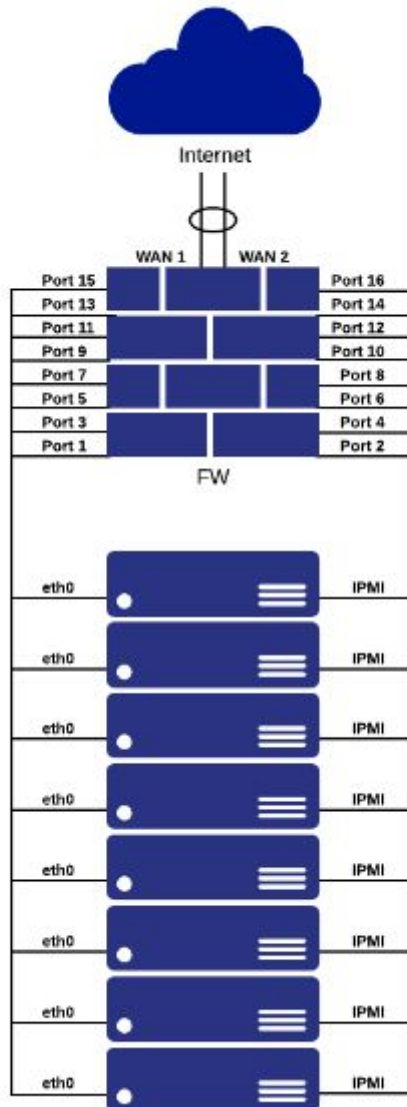 Internet
WAN 1 WAN 2
Port 15 Port 16
Port 13 Port 14
Port 11 Port 12
Port 9 Port 10
Port 7 Port 8
Port 5 Port 6
Port 3 Port 4
Port 1 Port 2
FW
eth0 IPMI
eth0 IPMI
eth0 IPMI
eth0 IPMI
eth0 IPMI
eth0 IPMI
eth0 IPMI
eth0 IPMI